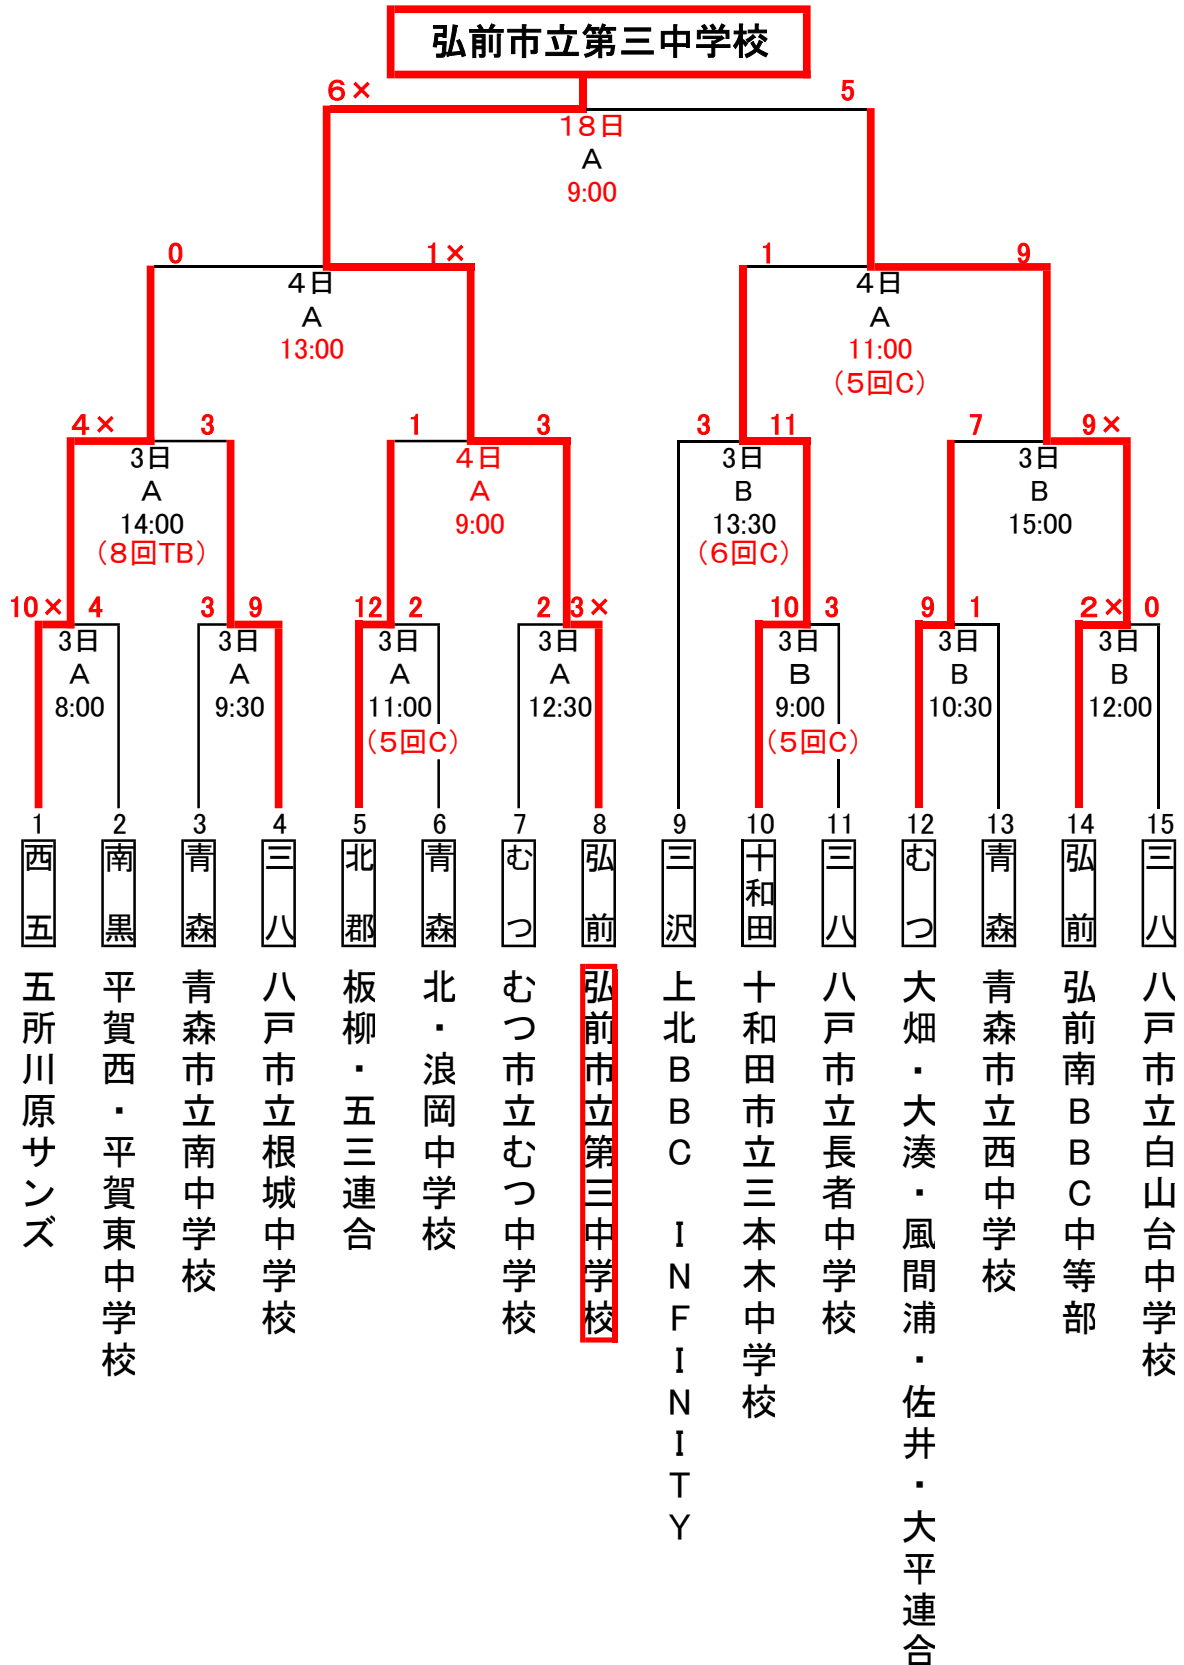 弘前市立第三中学校
6× 5
18日
A
9:00
0 1× 1 9
4日 4日
A A
13:00 11:00
(5回C)
4× 3 1 3 3 11 7 9×
3日 4日 3日 3日
A A B B
14:00 9:00 13:30 15:00
(8回TB) (6回C)
10× 4 3 9 12 2 2 3× 10 3 9 1 2× 0
3日 3日 3日 3日 3日 3日 3日
A A A A B B B
8:00 9:30 11:00 12:30 9:00 10:30 12:00
(5回C) (5回C)
1 2 3 4 5 6 7 8 9 10 11 12 13 14 15
西五
南黒
青森
三八
北郡
青森
むつ
弘前
三沢
十和田
三八
むつ
青森
弘前
三八
五所川原サンズ
平賀西・平賀東中学校
青森市立南中学校
八戸市立根城中学校
板柳・五三連合
北・浪岡中学校
むつ市立むつ中学校
弘前市立第三中学校
上北BBC INFINITY
十和田市立三本木中学校
八戸市立長者中学校
大畑・大湊・風間浦・佐井・大平連合
青森市立西中学校
弘前南BBC中等部
八戸市立白山台中学校